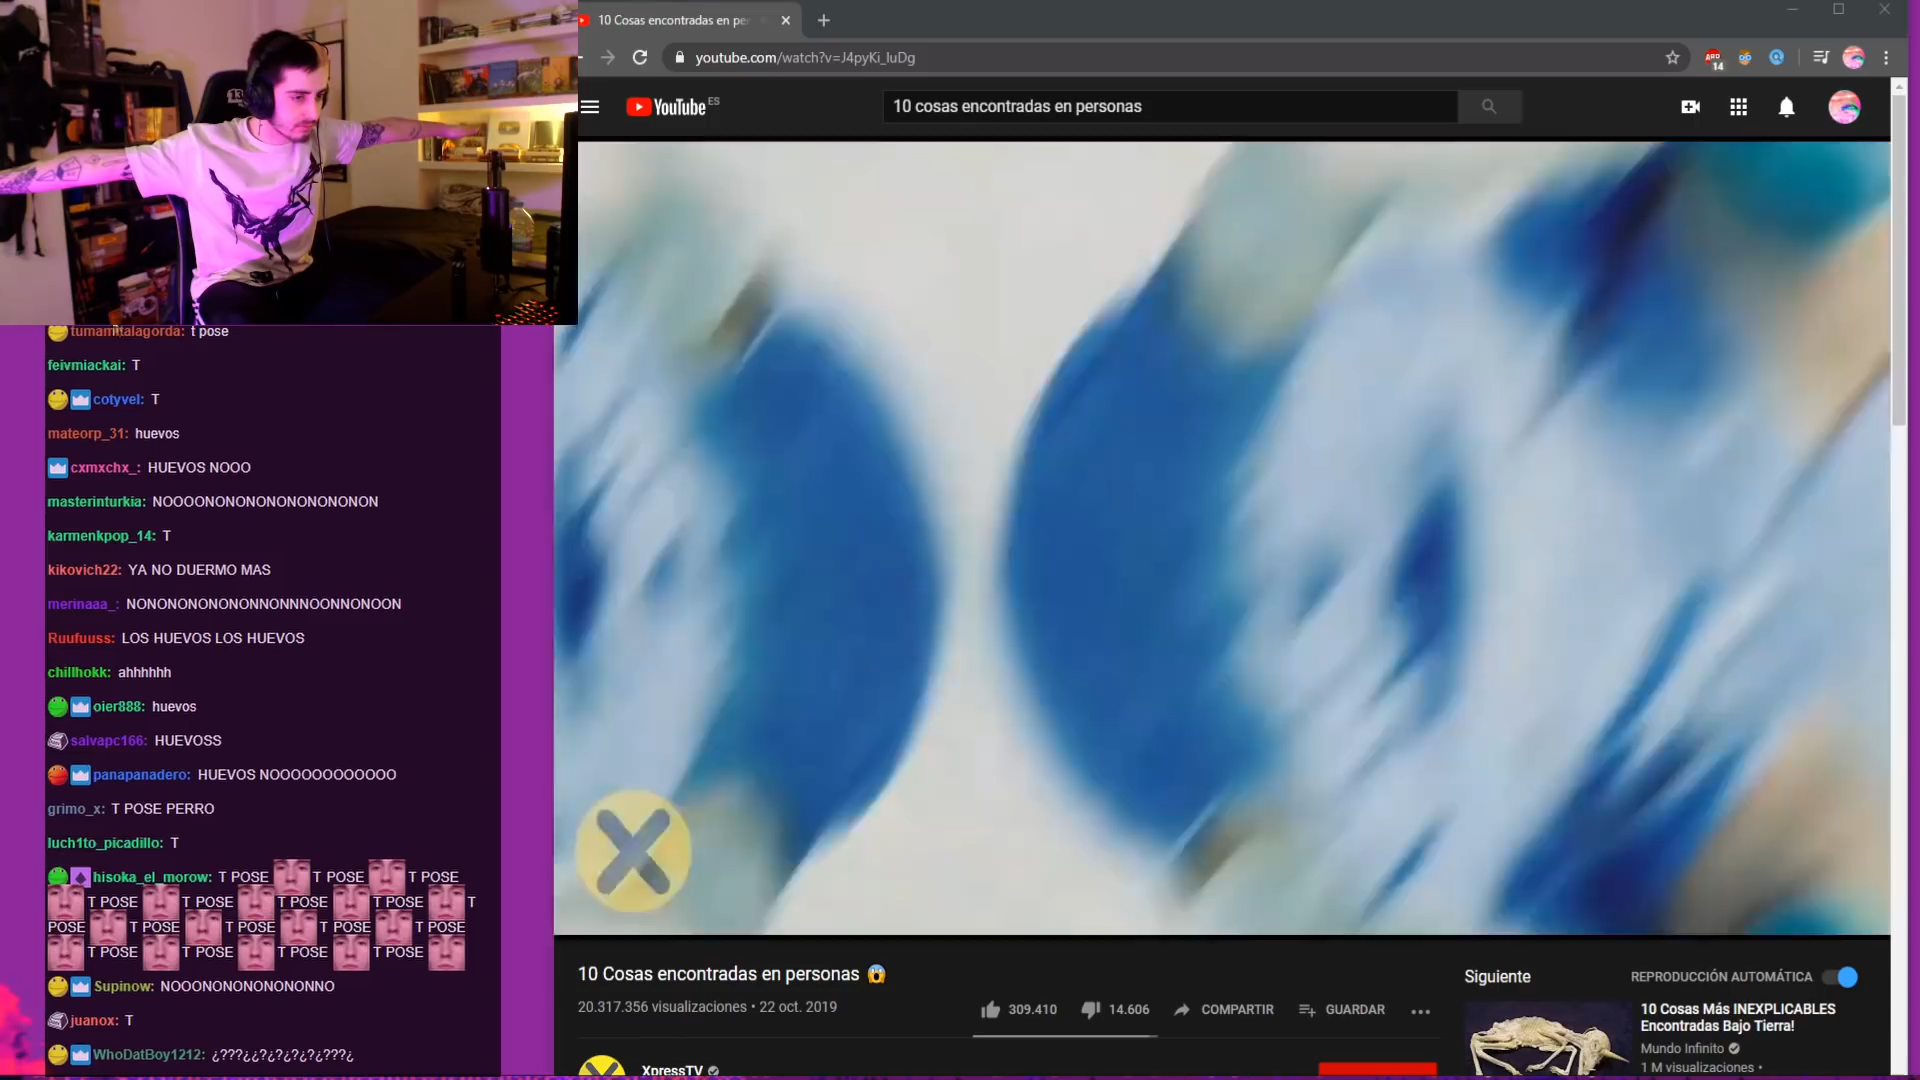 10 Cosas encontradas en per
youtube.com/watch?v=J4pyKi_luDg
14
YouTube ES
10 cosas encontradas en personas
13
tumamitalagorda: t pose
feivmiackai: T
cotyvel: T
mateorp_31: huevos
cxmxchx_: HUEVOS NOOO
masterinturkia: NOOOONONONONONONONONON
karmenkpop_14: T
kikovich22: YA NO DUERMO MAS
merinaaa_: NONONONONONONNONNNOONNONOON
Ruufuuss: LOS HUEVOS LOS HUEVOS
chillhokk: ahhhhhh
oier888: huevos
salvapc166: HUEVOSS
panapanadero: HUEVOS NOOOOOOOOOOO
grimo_x: T POSE PERRO
luch1to_picadillo: T
hisoka_el_morow: T POSE T POSE T POSE
T POSE T POSE T POSE T POSE T
POSE T POSE T POSE T POSE T POSE
T POSE T POSE T POSE T POSE
Supinow: NOOONONONONONONNO
juanox: T
WhoDatBoy1212: ¿???¿¿?¿?¿?¿?¿???¿
10 Cosas encontradas en personas 😱
20.317.356 visualizaciones • 22 oct. 2019
309.410
14.606
COMPARTIR
GUARDAR
XpressTV
Siguiente
REPRODUCCIÓN AUTOMÁTICA
10 Cosas Más INEXPLICABLES
Encontradas Bajo Tierra!
Mundo Infinito
1 M visualizaciones •